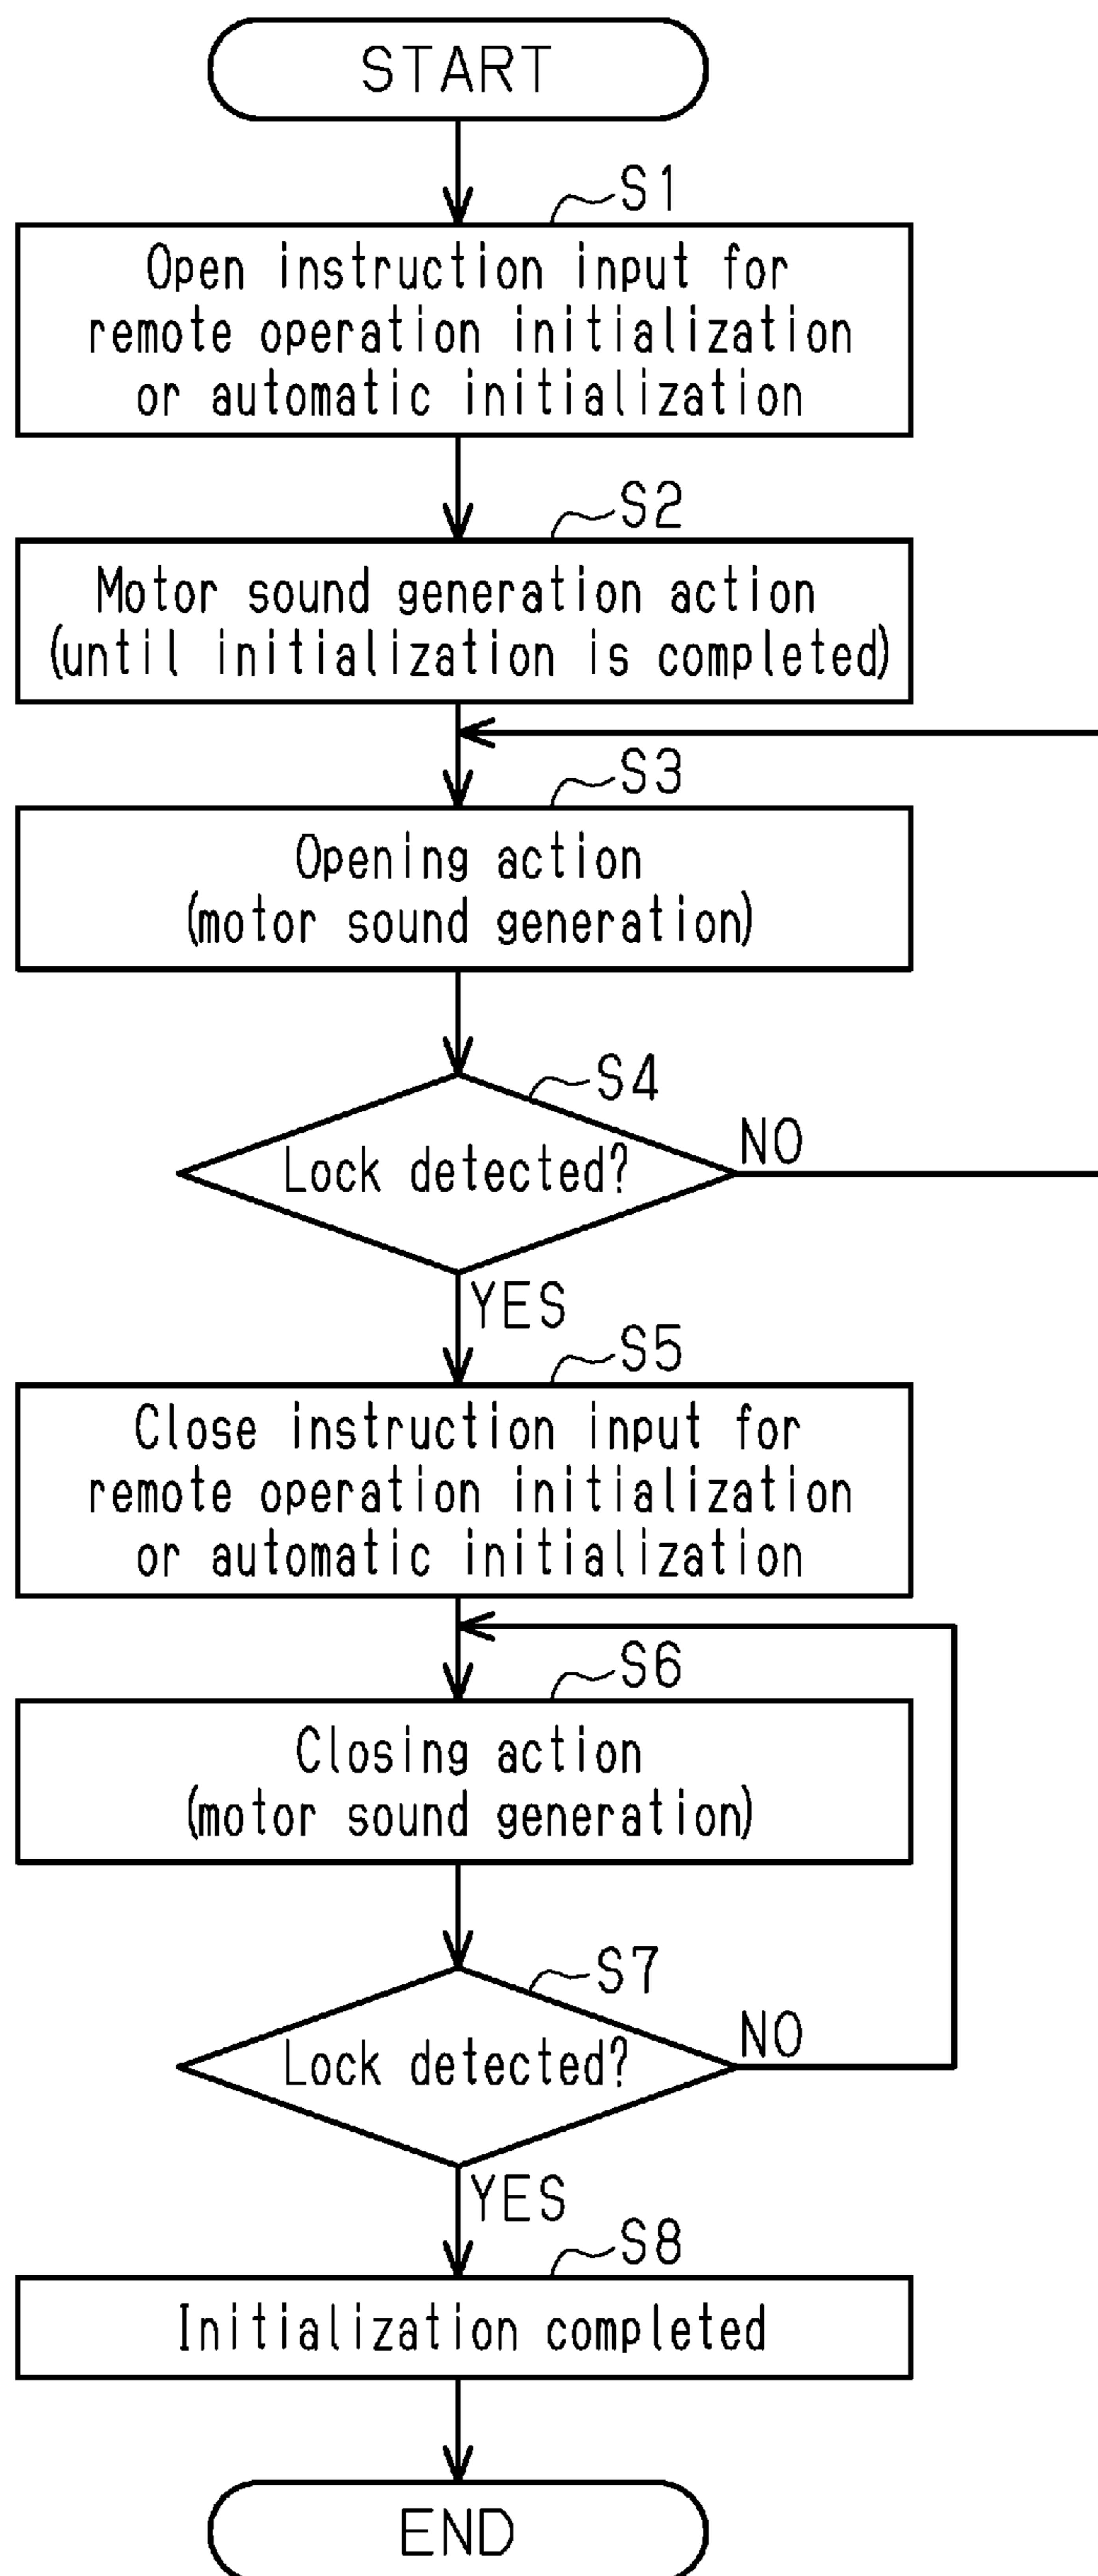 START
S1
Open instruction input for
remote operation initialization
or automatic initialization
S2
Motor sound generation action
(until initialization is completed)
S3
Opening action
(motor sound generation)
S4
Lock detected?
NO
YES
S5
Close instruction input for
remote operation initialization
or automatic initialization
S6
Closing action
(motor sound generation)
S7
Lock detected?
NO
YES
S8
Initialization completed
END